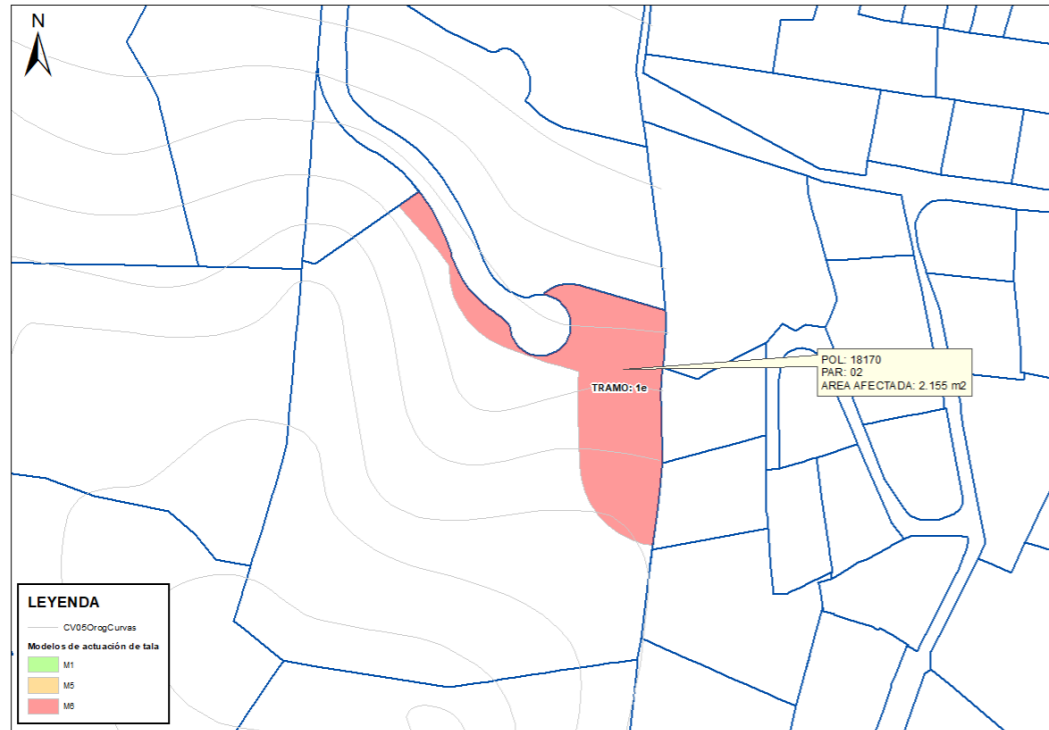 N
POL: 18170
PAR: 02
AREA AFECTADA: 2.155 m2
TRAMO: 1e
LEYENDA
CV05OrogCurvas
Modelos de actuación de tala
M1
M5
M6